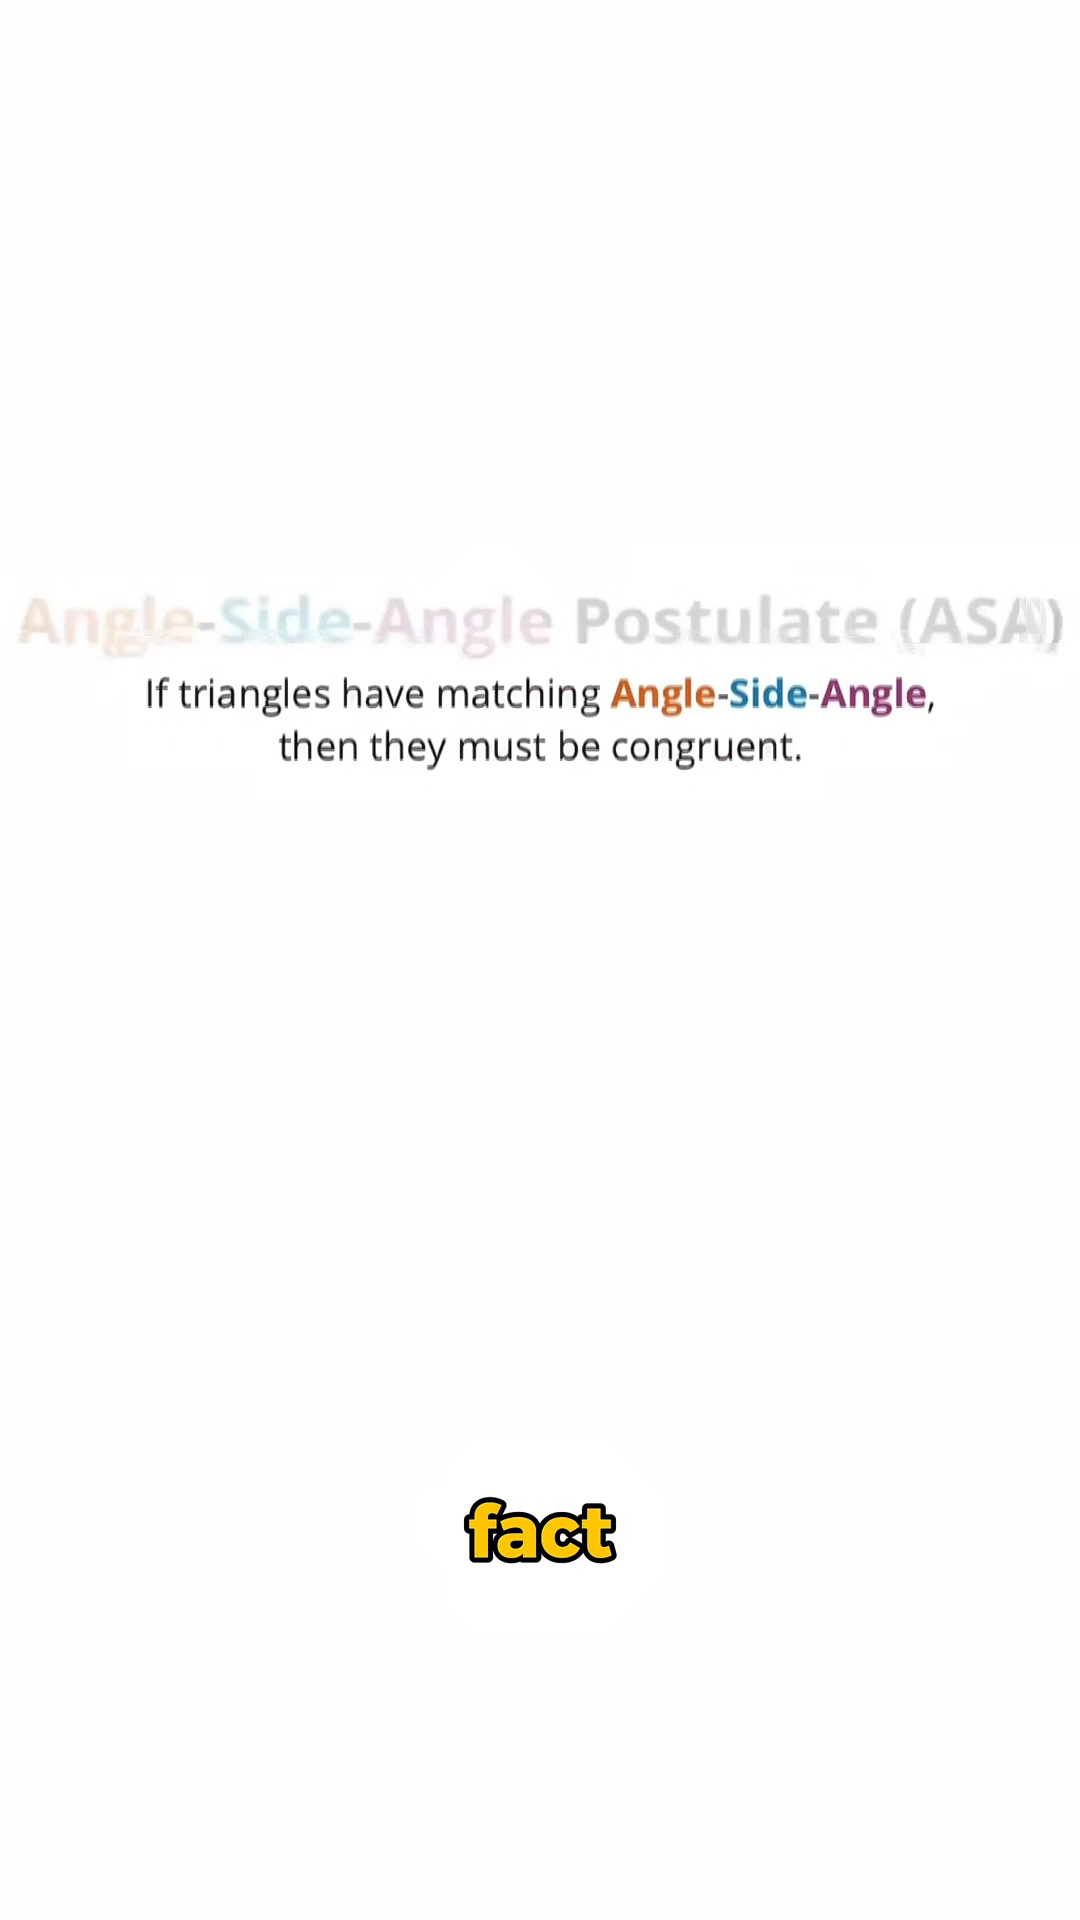 Angle-Side-Angle Postulate (ASA)
If triangles have matching Angle-Side-Angle,
then they must be congruent.
fact